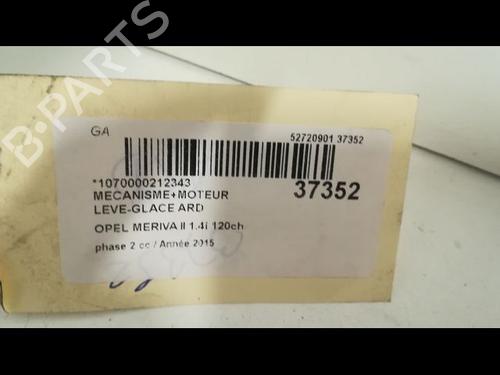 B-PARTS
GA
52720901 37352
*1070000212343
37352
MECANISME+MOTEUR
LEVE-GLACE ARD
OPEL MERIVA II 1.4i 120ch
phase 2 cc / Année 2015